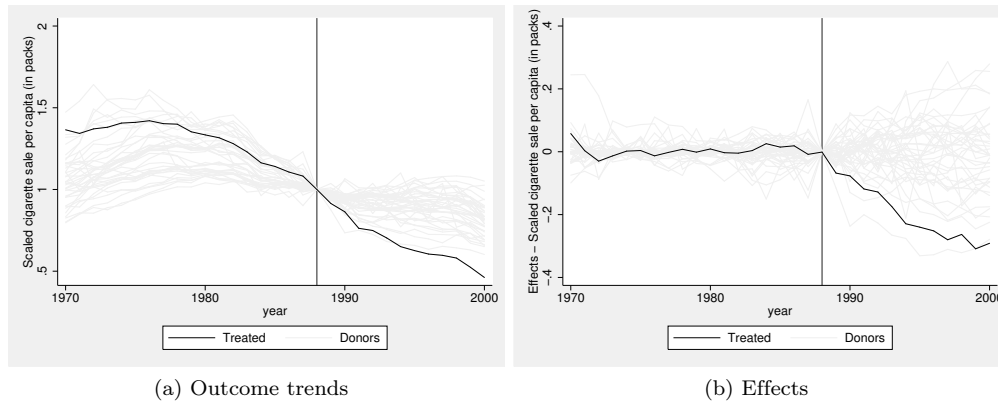 Scaled cigarette sale per capita (in packs)
2
1.5
1
.5
1970 1980 1990 2000
year
Treated Donors
(a) Outcome trends
Effects − Scaled cigarette sale per capita (in packs)
.4
.2
0
−.2
−.4
1970 1980 1990 2000
year
Treated Donors
(b) Effects